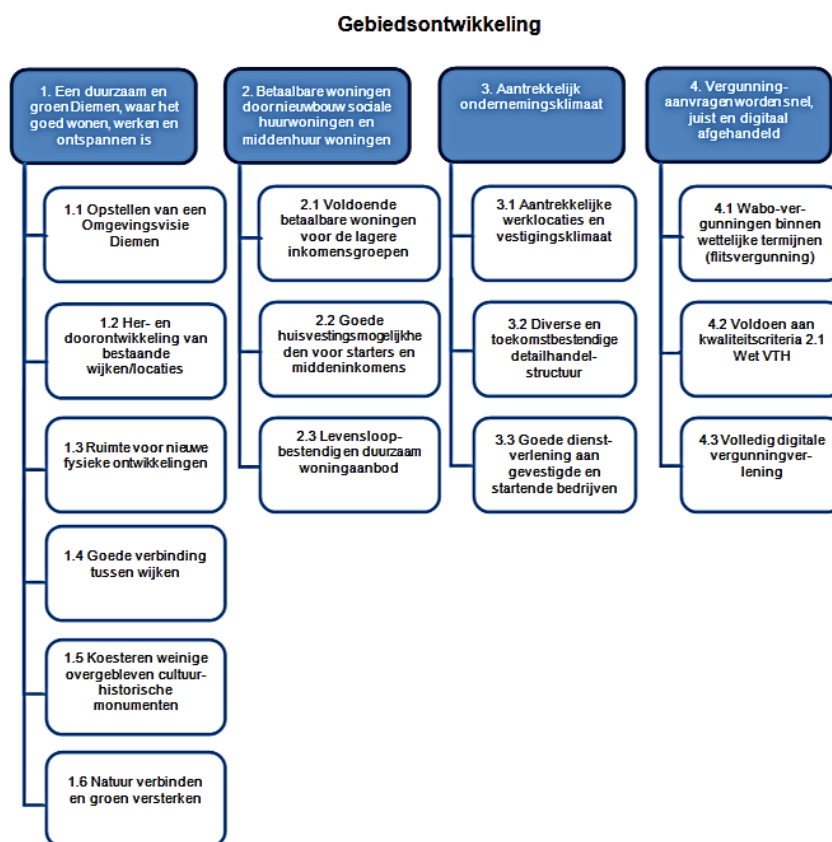 Gebiedsontwikkeling
1. Een duurzaam en
groen Diemen, waar het
goed wonen, werken en
ontspannen is
1.1 Opstellen van een
Omgevingsvisie
Diemen
1.2 Her- en
doorontwikkeling van
bestaande
wijken/locaties
1.3 Ruimte voor nieuwe
fysieke ontwikkelingen
1.4 Goede verbinding
tussen wijken
1.5 Koesteren weinige
overgebleven cultuur-
historische
monumenten
1.6 Natuur verbinden
en groen versterken
2. Betaalbare woningen
door nieuwbouw sociale
huurwoningen en
middenhuur woningen
2.1 Voldoende
betaalbare woningen
voor de lagere
inkomensgroepen
2.2 Goede
huisvestingsmogelijkhe
den voor starters en
middeninkomens
2.3 Levensloop-
bestendig en duurzaam
woningaanbod
3. Aantrekkelijk
ondernemingsklimaat
3.1 Aantrekkelijke
werklocaties en
vestigingsklimaat
3.2 Diverse en
toekomstbestendige
detailhandel-
structuur
3.3 Goede dienst-
verlening aan
gevestigde en
startende bedrijven
4. Vergunning-
aanvragen worden snel,
juist en digitaal
afgehandeld
4.1 Wabo-ver-
gunningen binnen
wettelijke termijnen
(flitsvergunning)
4.2 Voldoen aan
kwaliteitscriteria 2.1
Wet VTH
4.3 Volledig digitale
vergunningver-
lening